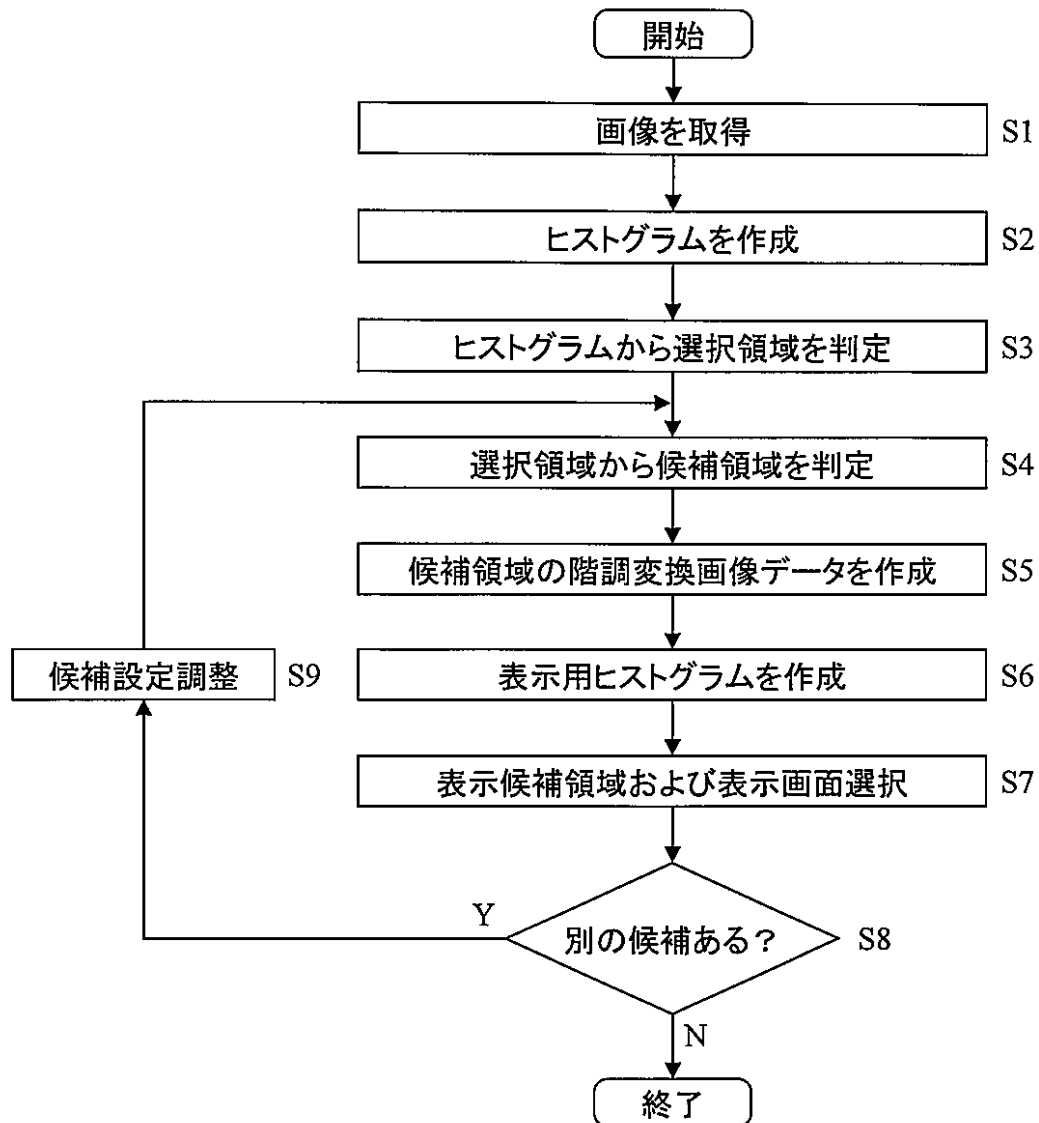 開始
画像を取得 S1
ヒストグラムを作成 S2
ヒストグラムから選択領域を判定 S3
選択領域から候補領域を判定 S4
候補領域の階調変換画像データを作成 S5
候補設定調整 S9
表示用ヒストグラムを作成 S6
表示候補領域および表示画面選択 S7
Y
別の候補ある？ S8
N
終了